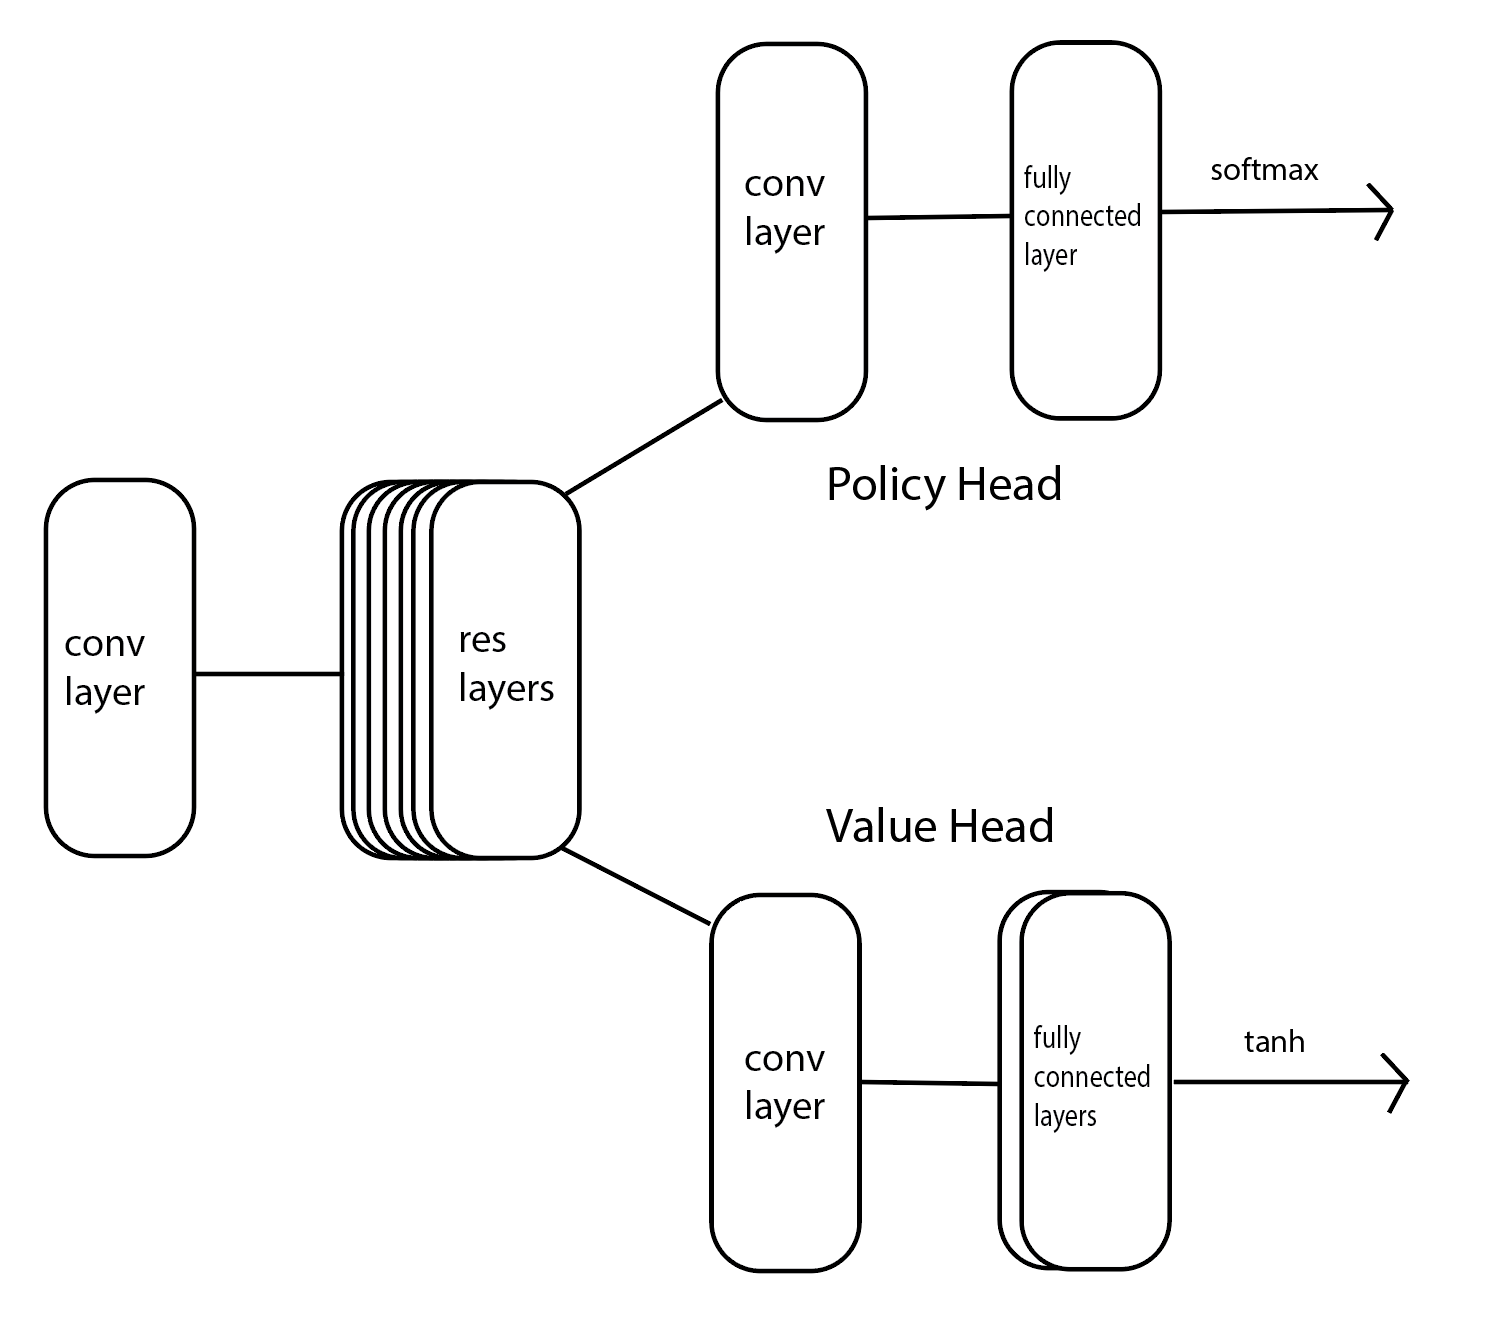 conv
layer
fully
connected
layer
softmax
Policy Head
conv
layer
res
layers
Value Head
conv
layer
fully
connected
layers
tanh